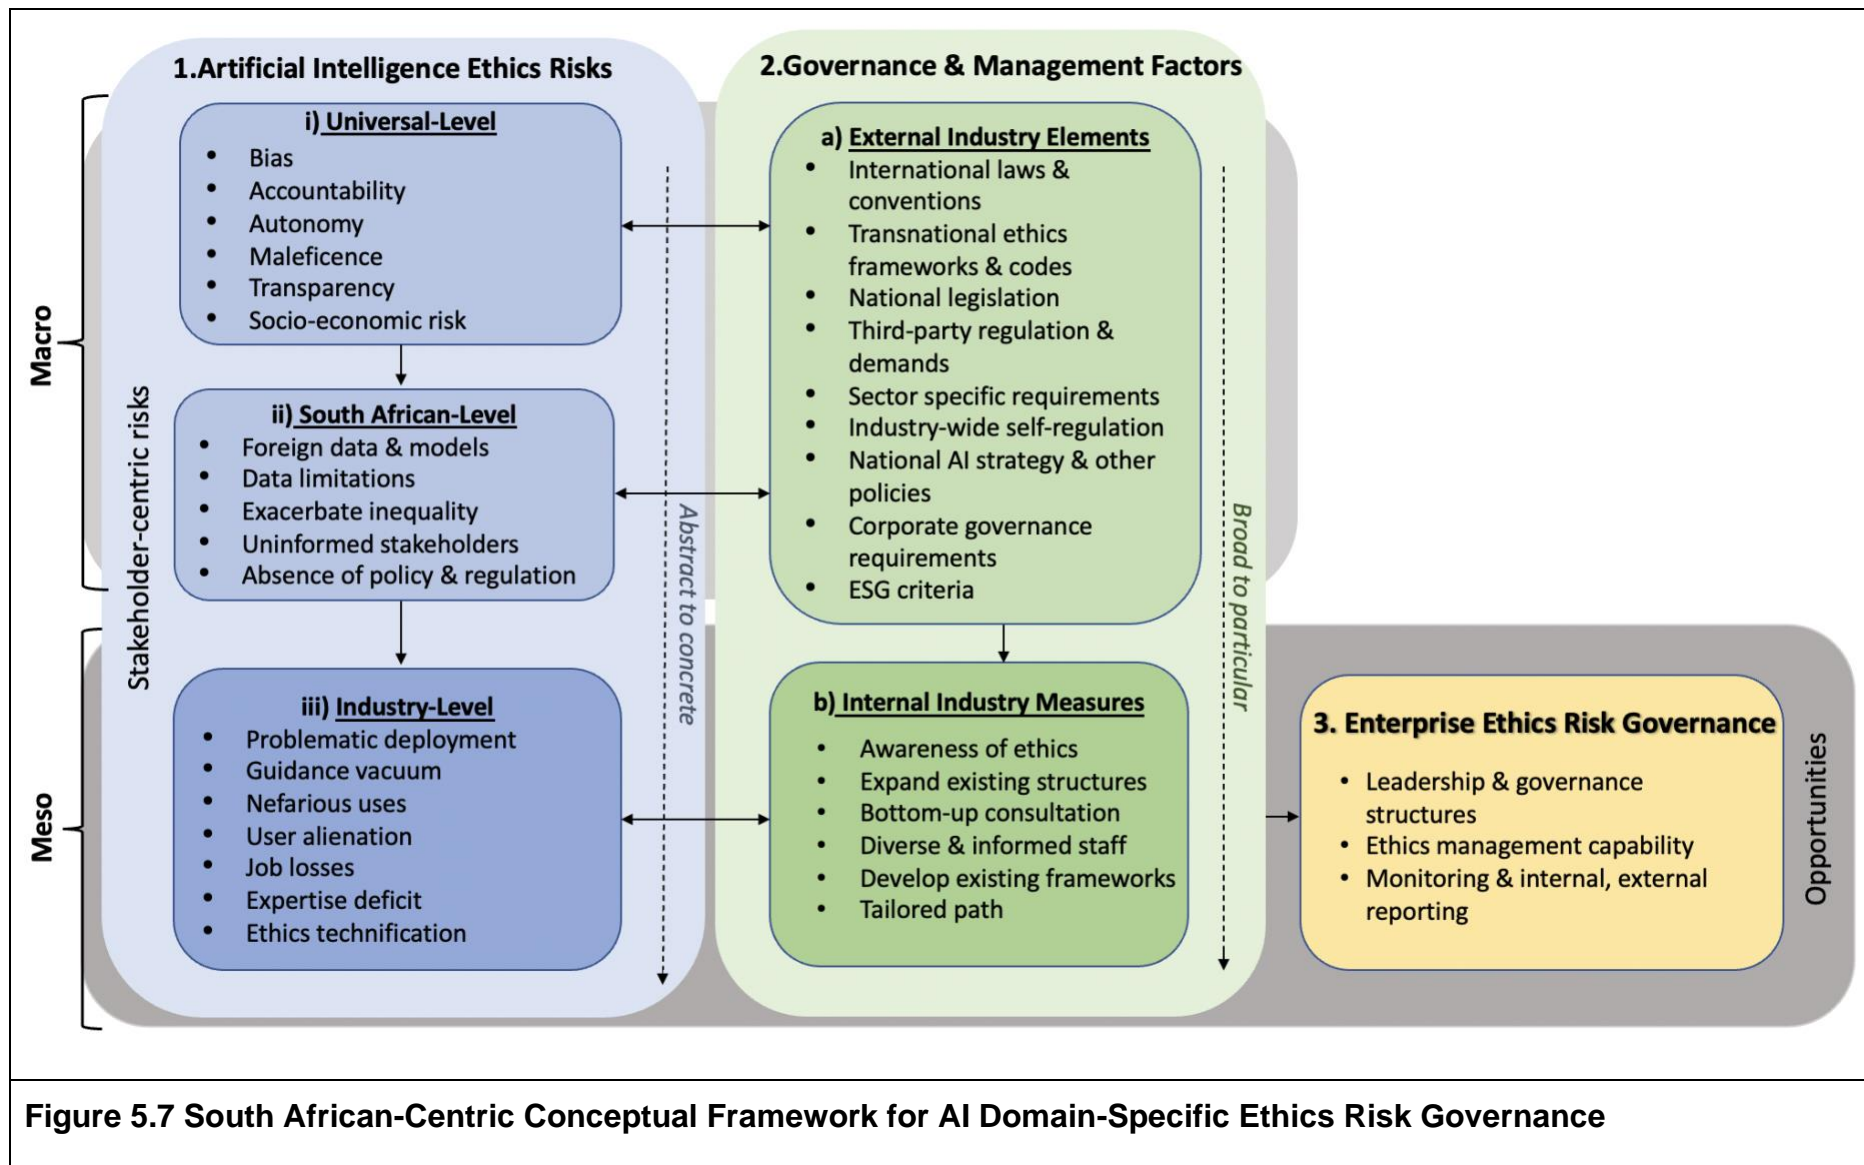 1.Artificial Intelligence Ethics Risks
i) Universal-Level
• Bias
• Accountability
• Autonomy
• Maleficence
• Transparency
• Socio-economic risk
ii) South African-Level
• Foreign data & models
• Data limitations
• Exacerbate inequality
• Uninformed stakeholders
• Absence of policy & regulation
iii) Industry-Level
• Problematic deployment
• Guidance vacuum
• Nefarious uses
• User alienation
• Job losses
• Expertise deficit
• Ethics technification
Macro
Meso
Stakeholder-centric risks
Abstract to concrete
2.Governance & Management Factors
a) External Industry Elements
• International laws &
conventions
• Transnational ethics
frameworks & codes
• National legislation
• Third-party regulation &
demands
• Sector specific requirements
• Industry-wide self-regulation
• National AI strategy & other
policies
• Corporate governance
requirements
• ESG criteria
b) Internal Industry Measures
• Awareness of ethics
• Expand existing structures
• Bottom-up consultation
• Diverse & informed staff
• Develop existing frameworks
• Tailored path
Broad to particular
3. Enterprise Ethics Risk Governance
• Leadership & governance
structures
• Ethics management capability
• Monitoring & internal, external
reporting
Opportunities
Figure 5.7 South African-Centric Conceptual Framework for AI Domain-Specific Ethics Risk Governance